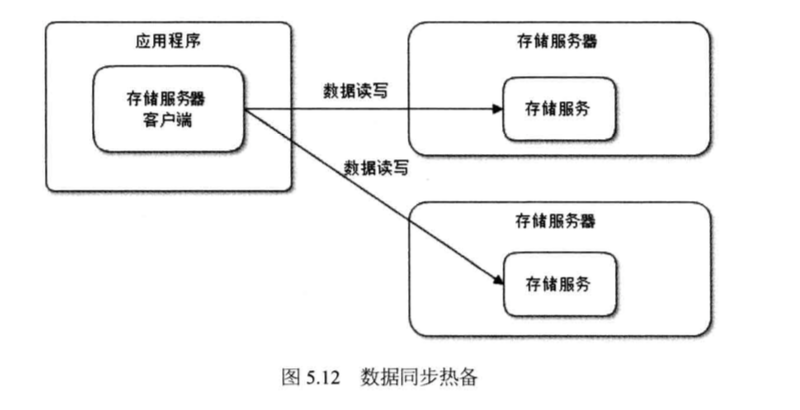 应用程序
存储服务器
客户端
数据读写
数据读写
存储服务器
存储服务
存储服务器
存储服务
图 5.12 数据同步热备